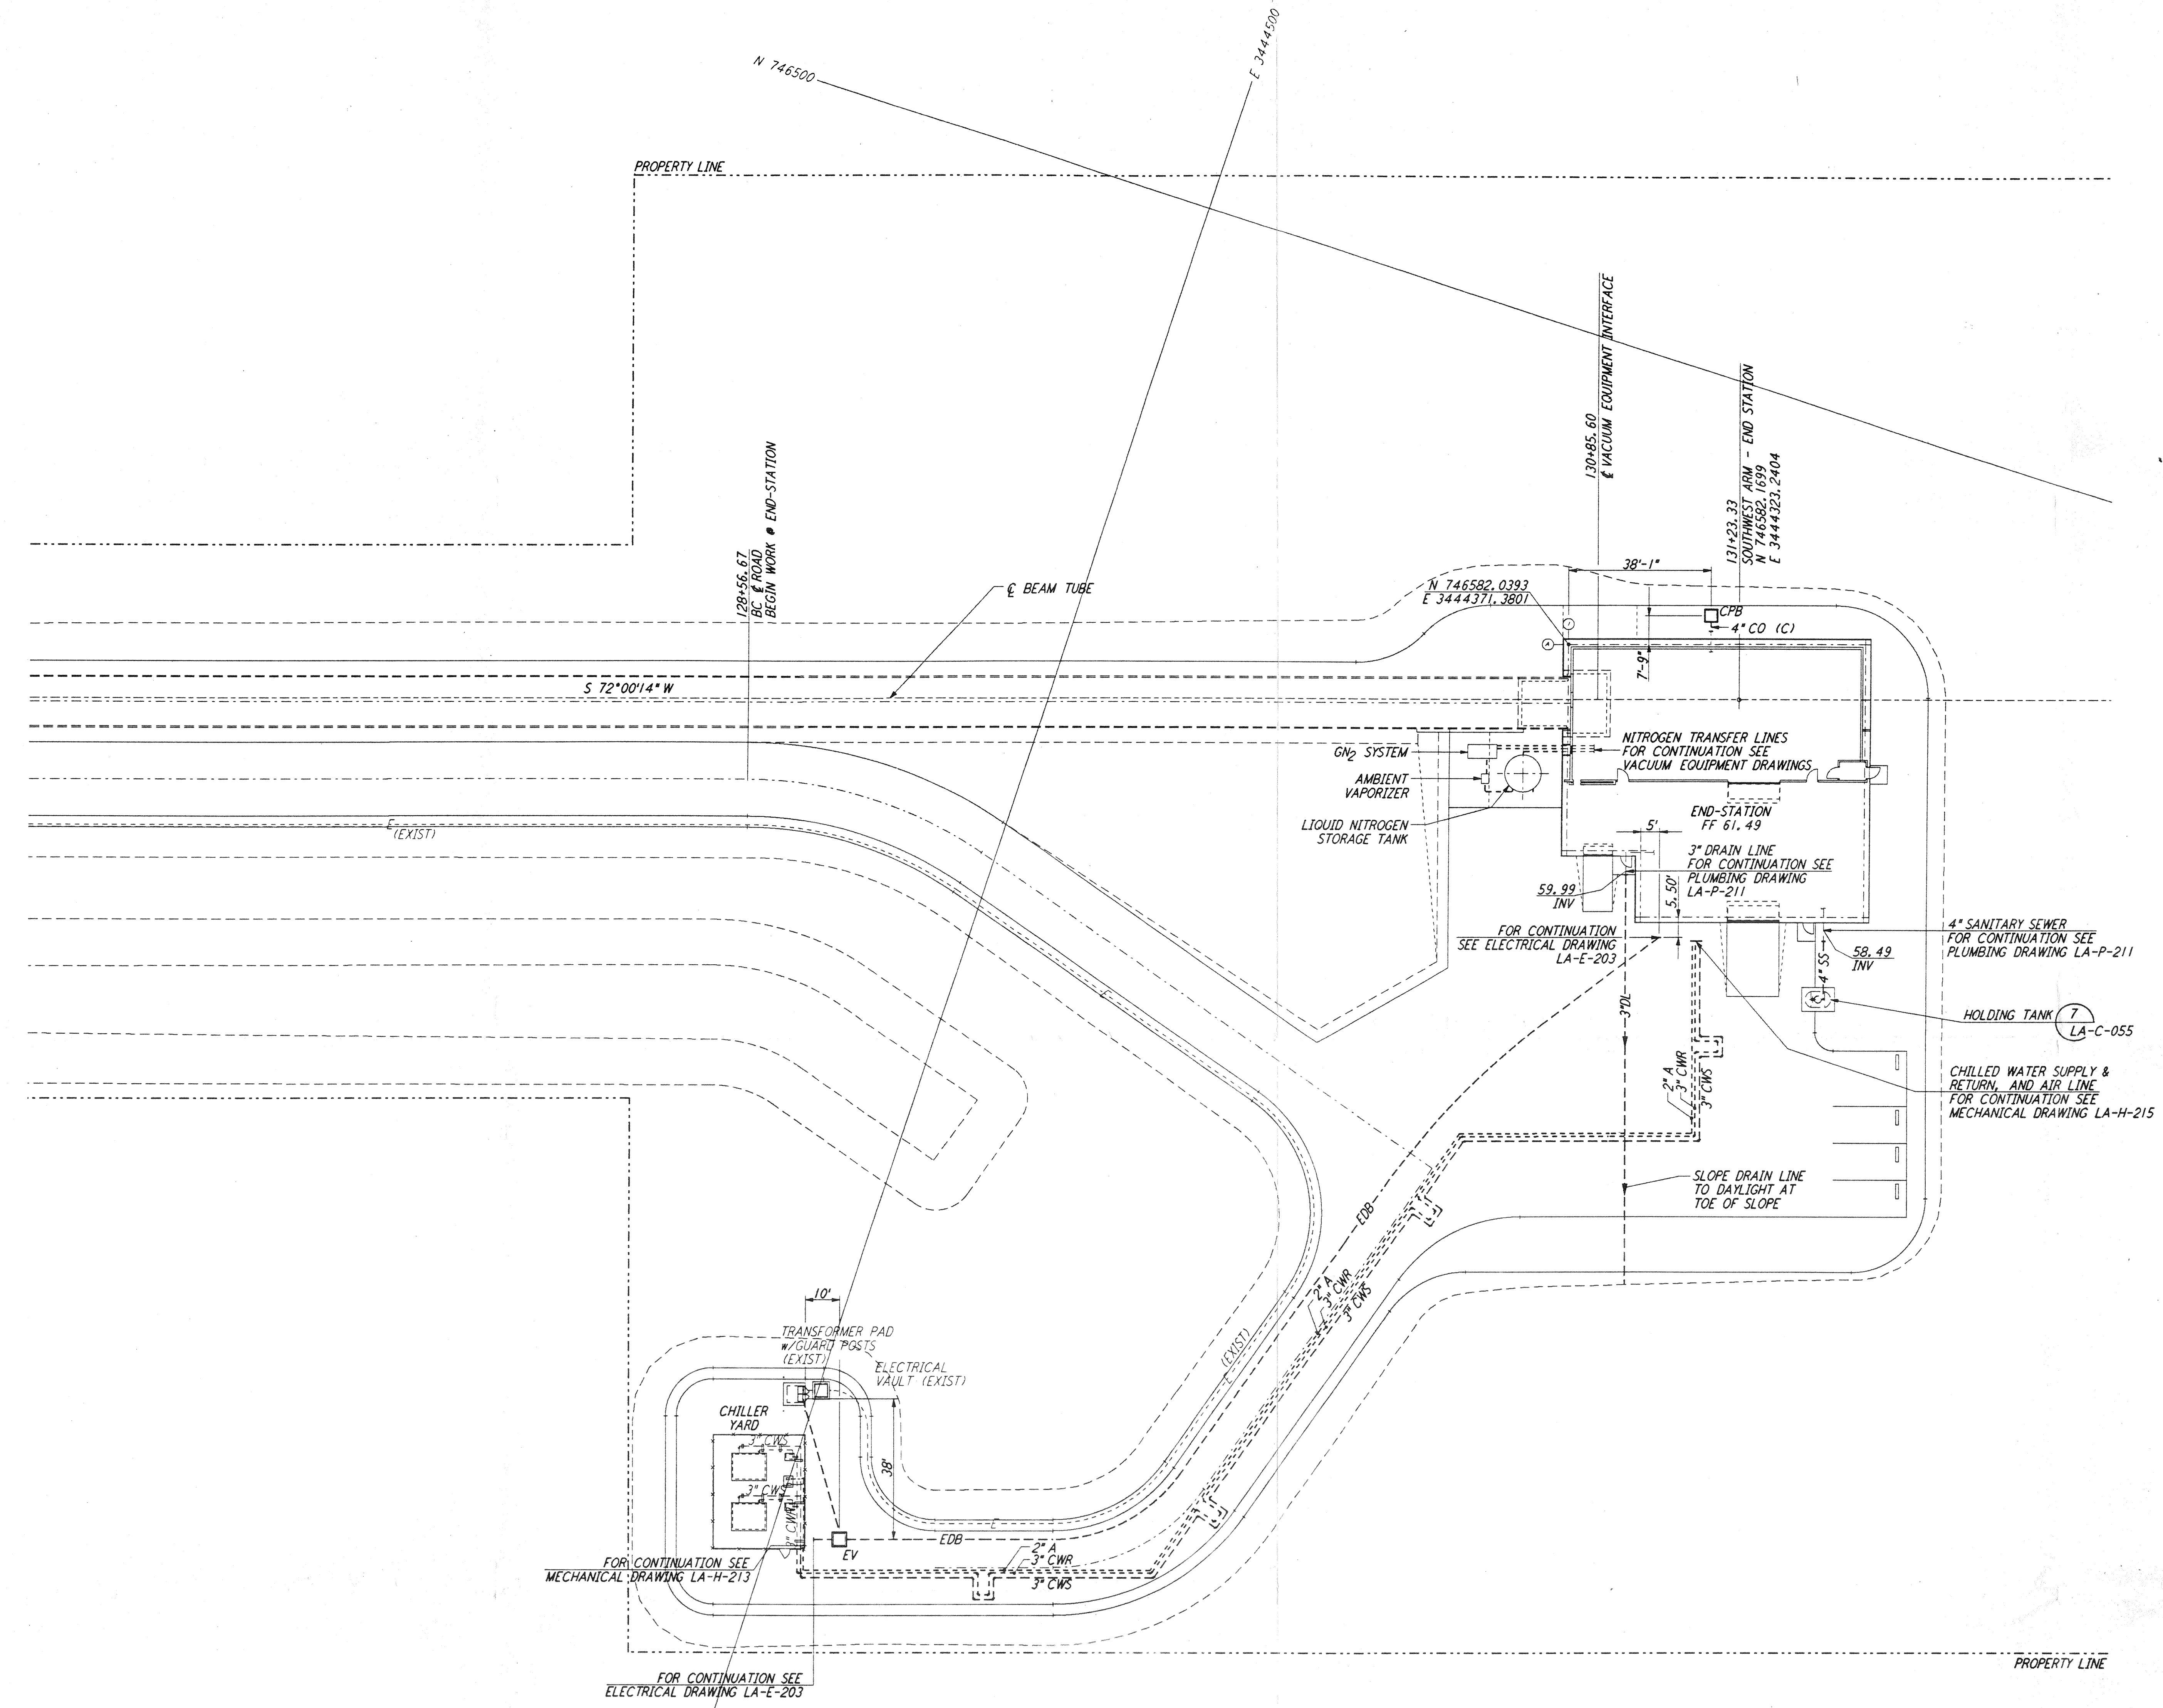 N 746500
E 3444500
PROPERTY LINE
128+56.67
BC ℄ ROAD
BEGIN WORK @ END-STATION
130+85.60
℄ VACUUM EQUIPMENT INTERFACE
131+23.33
SOUTHWEST ARM - END STATION
N 746582.1699
E 3444323.2404
38'-1"
N 746582.0393
E 3444371.3801
1
CPB
4" CO (C)
A
7'-9"
℄ BEAM TUBE
S 72°00'14" W
GN2 SYSTEM
AMBIENT
VAPORIZER
LIQUID NITROGEN
STORAGE TANK
NITROGEN TRANSFER LINES
FOR CONTINUATION SEE
VACUUM EQUIPMENT DRAWINGS
END-STATION
FF 61.49
5'
3" DRAIN LINE
FOR CONTINUATION SEE
PLUMBING DRAWING
LA-P-211
59.99
INV
5.50'
FOR CONTINUATION
SEE ELECTRICAL DRAWING
LA-E-203
4" SANITARY SEWER
FOR CONTINUATION SEE
PLUMBING DRAWING LA-P-211
58.49
INV
4" SS
HOLDING TANK
7
LA-C-055
CHILLED WATER SUPPLY &
RETURN, AND AIR LINE
FOR CONTINUATION SEE
MECHANICAL DRAWING LA-H-215
3"DL
2" A
3" CWR
3" CWS
SLOPE DRAIN LINE
TO DAYLIGHT AT
TOE OF SLOPE
E
(EXIST)
E
EDB
2" A
3" CWR
3" CWS
(EXIST)
E
10'
TRANSFORMER PAD
w/GUARD POSTS
(EXIST)
ELECTRICAL
VAULT (EXIST)
CHILLER
YARD
3" CWS
3" CWS
3" CWR
38'
EV
EDB
E
2" A
3" CWR
3" CWS
FOR CONTINUATION SEE
MECHANICAL DRAWING LA-H-213
FOR CONTINUATION SEE
ELECTRICAL DRAWING LA-E-203
PROPERTY LINE